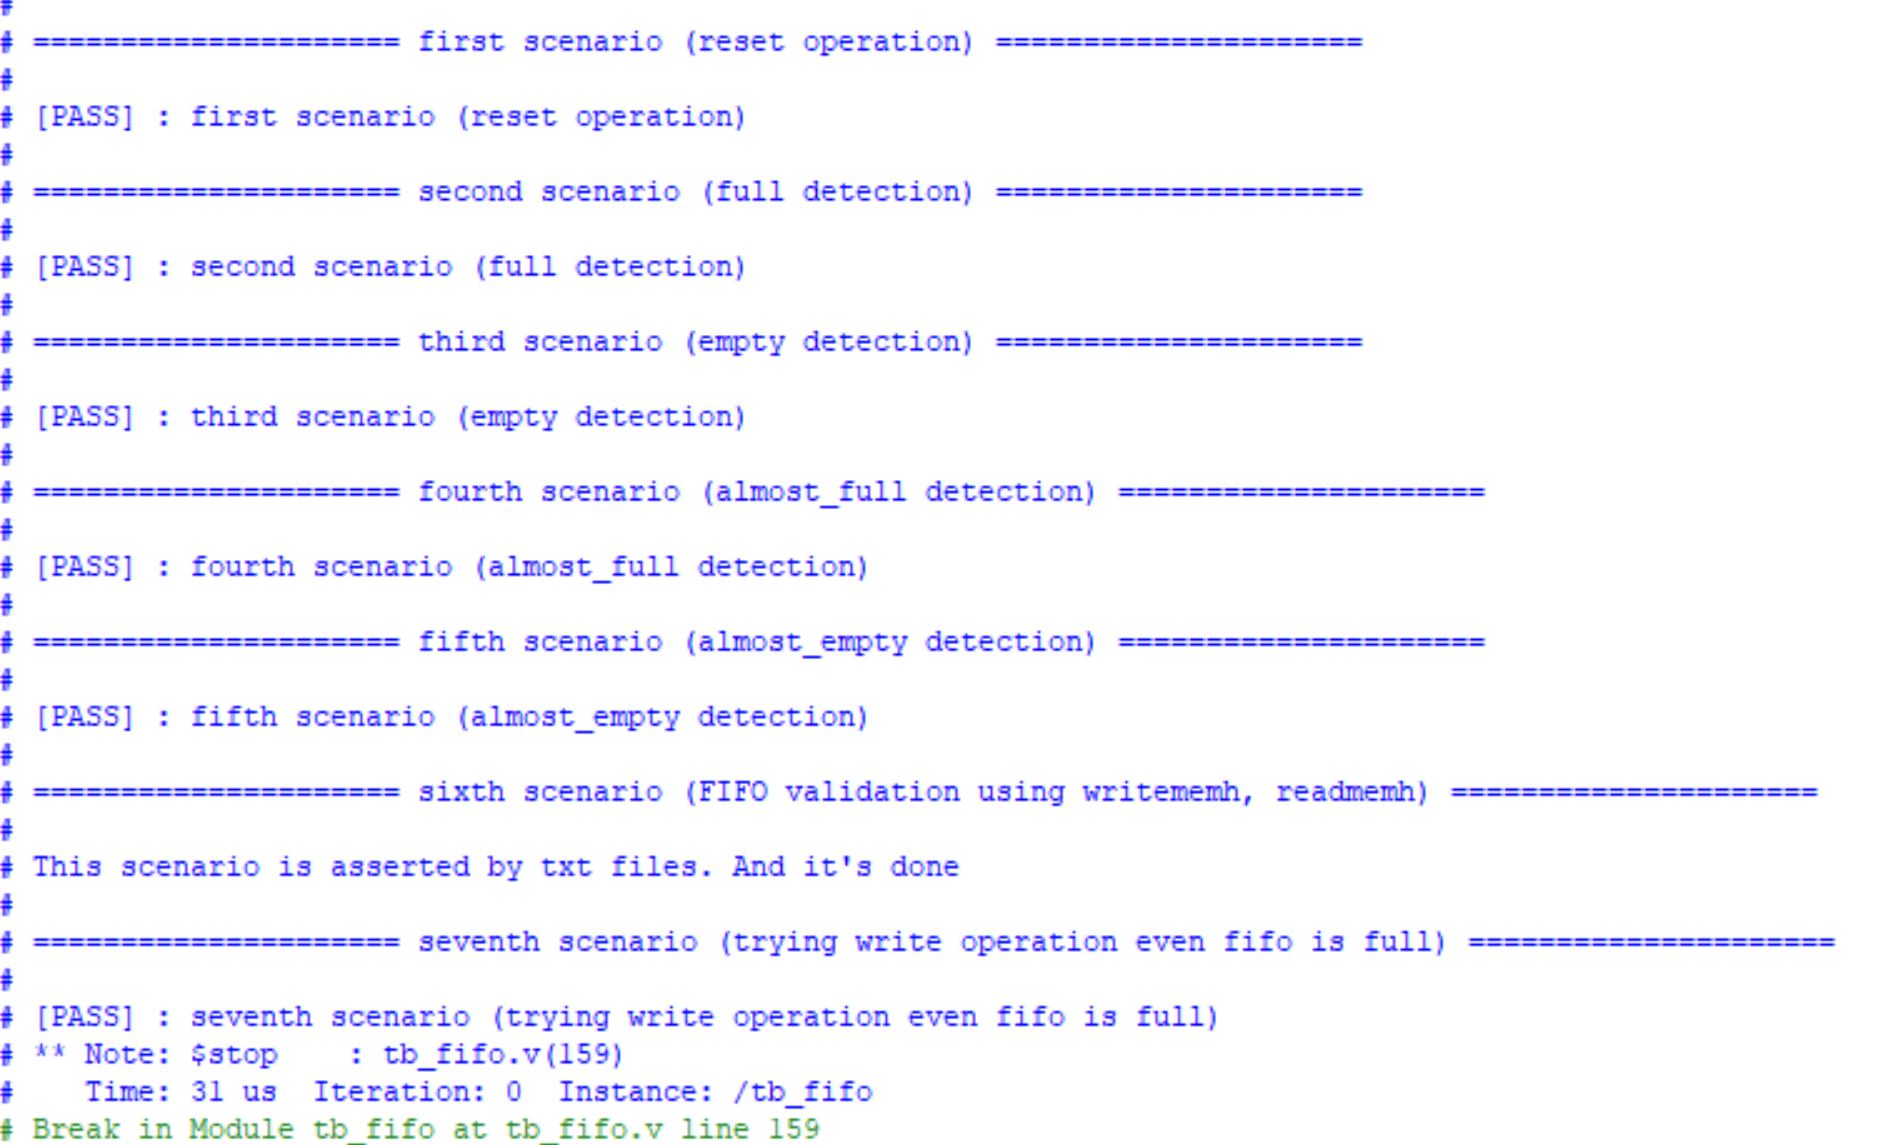 #
# ===================== first scenario (reset operation) =====================
#
# [PASS] : first scenario (reset operation)
#
# ===================== second scenario (full detection) =====================
#
# [PASS] : second scenario (full detection)
#
# ===================== third scenario (empty detection) =====================
#
# [PASS] : third scenario (empty detection)
#
# ===================== fourth scenario (almost_full detection) =====================
#
# [PASS] : fourth scenario (almost_full detection)
#
# ===================== fifth scenario (almost_empty detection) =====================
#
# [PASS] : fifth scenario (almost_empty detection)
#
# ===================== sixth scenario (FIFO validation using writememh, readmemh) =====================
#
# This scenario is asserted by txt files. And it's done
#
# ===================== seventh scenario (trying write operation even fifo is full) =====================
#
# [PASS] : seventh scenario (trying write operation even fifo is full)
# ** Note: $stop    : tb_fifo.v(159)
#    Time: 31 us  Iteration: 0  Instance: /tb_fifo
# Break in Module tb_fifo at tb_fifo.v line 159